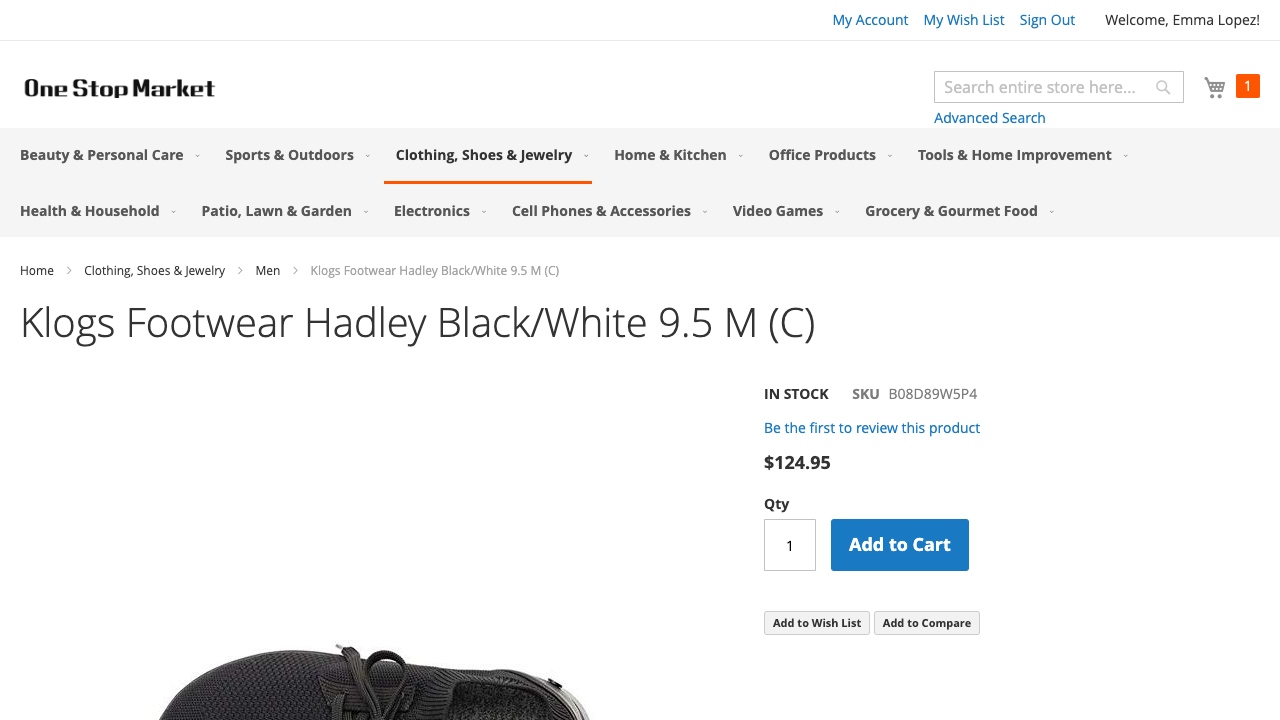 My Account My Wish List Sign Out Welcome, Emma Lopez!
One Stop Market
Search entire store here...
1
Advanced Search
Beauty & Personal Care Sports & Outdoors Clothing, Shoes & Jewelry Home & Kitchen Office Products Tools & Home Improvement
Health & Household Patio, Lawn & Garden Electronics Cell Phones & Accessories Video Games Grocery & Gourmet Food
Home Clothing, Shoes & Jewelry Men Klogs Footwear Hadley Black/White 9.5 M (C)
Klogs Footwear Hadley Black/White 9.5 M (C)
IN STOCK SKU B08D89W5P4
Be the first to review this product
$124.95
Qty
1 Add to Cart
Add to Wish List Add to Compare